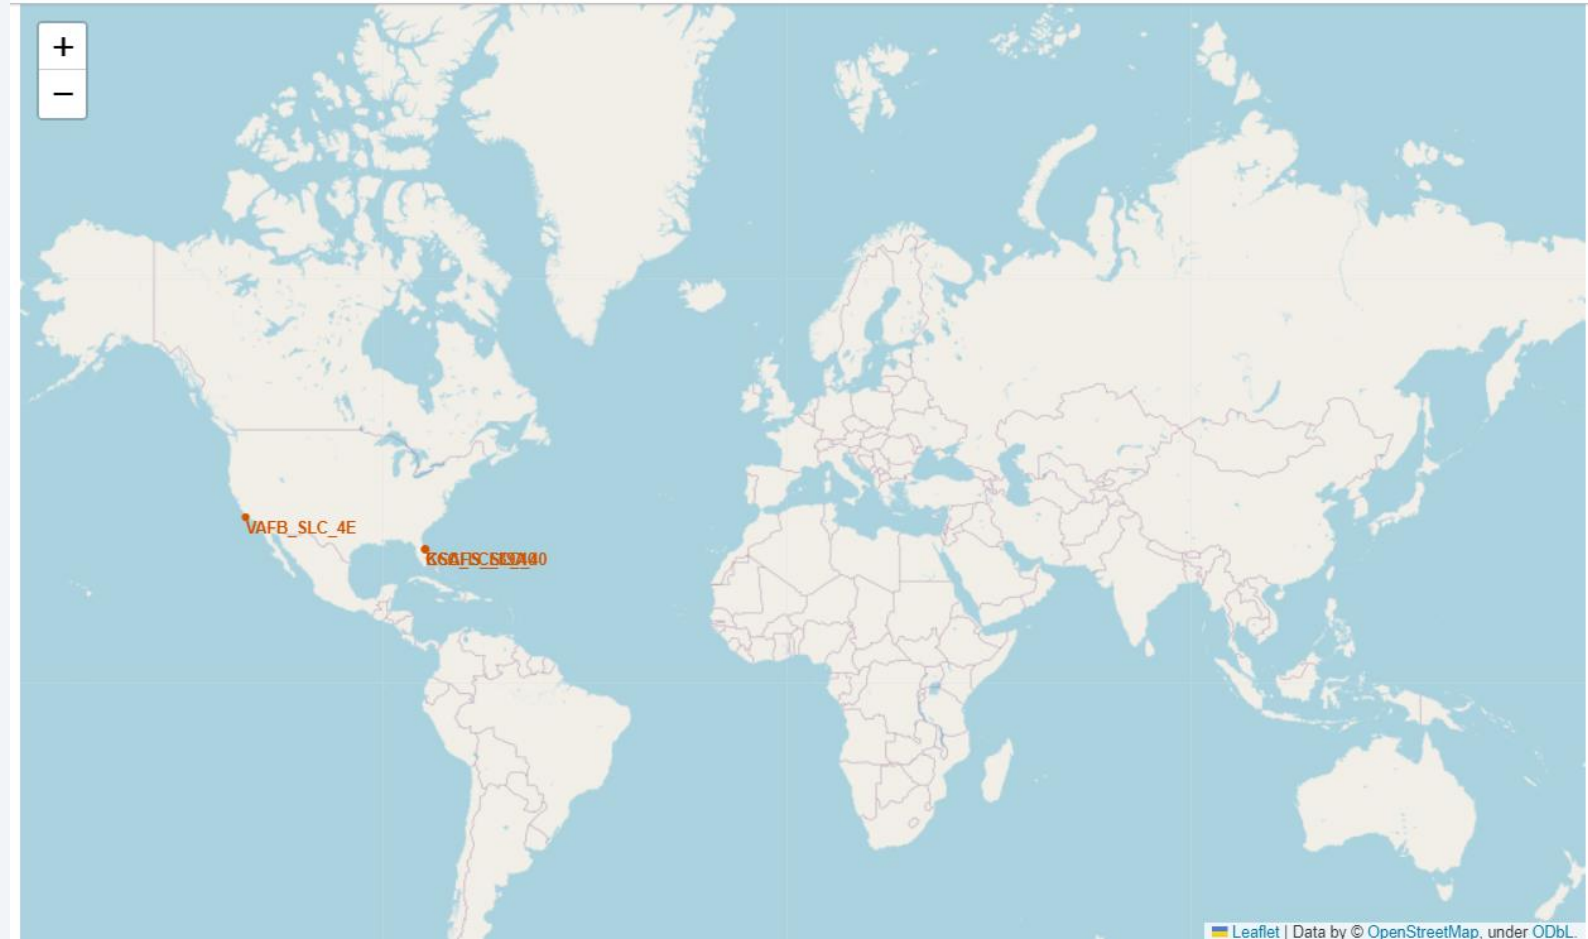 +
−
VAFB_SLC_4E
Leaflet | Data by © OpenStreetMap, under ODbL.